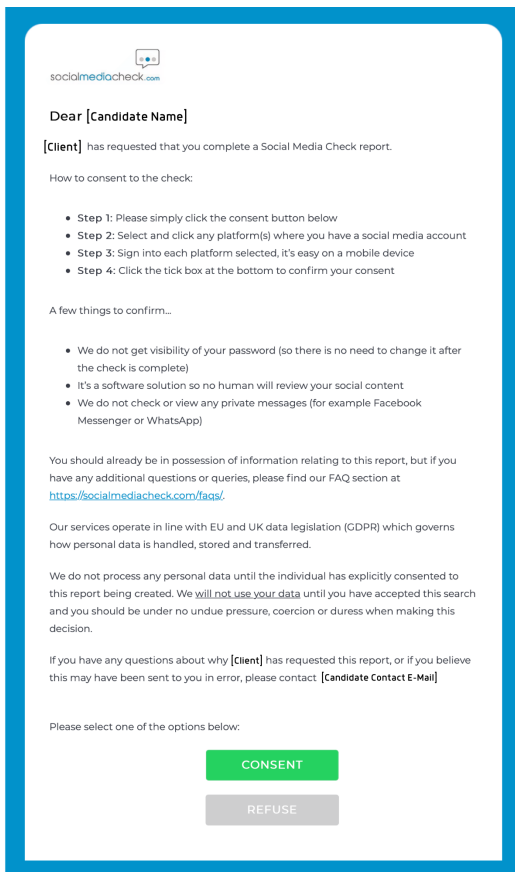 socialmediacheck.com
Dear [Candidate Name]
[Client] has requested that you complete a Social Media Check report.
How to consent to the check:
• Step 1: Please simply click the consent button below
• Step 2: Select and click any platform(s) where you have a social media account
• Step 3: Sign into each platform selected, it's easy on a mobile device
• Step 4: Click the tick box at the bottom to confirm your consent
A few things to confirm...
• We do not get visibility of your password (so there is no need to change it after
the check is complete)
• It's a software solution so no human will review your social content
• We do not check or view any private messages (for example Facebook
Messenger or WhatsApp)
You should already be in possession of information relating to this report, but if you
have any additional questions or queries, please find our FAQ section at
https://socialmediacheck.com/faqs/.
Our services operate in line with EU and UK data legislation (GDPR) which governs
how personal data is handled, stored and transferred.
We do not process any personal data until the individual has explicitly consented to
this report being created. We will not use your data until you have accepted this search
and you should be under no undue pressure, coercion or duress when making this
decision.
If you have any questions about why [Client] has requested this report, or if you believe
this may have been sent to you in error, please contact [Candidate Contact E-Mail]
Please select one of the options below:
CONSENT
REFUSE